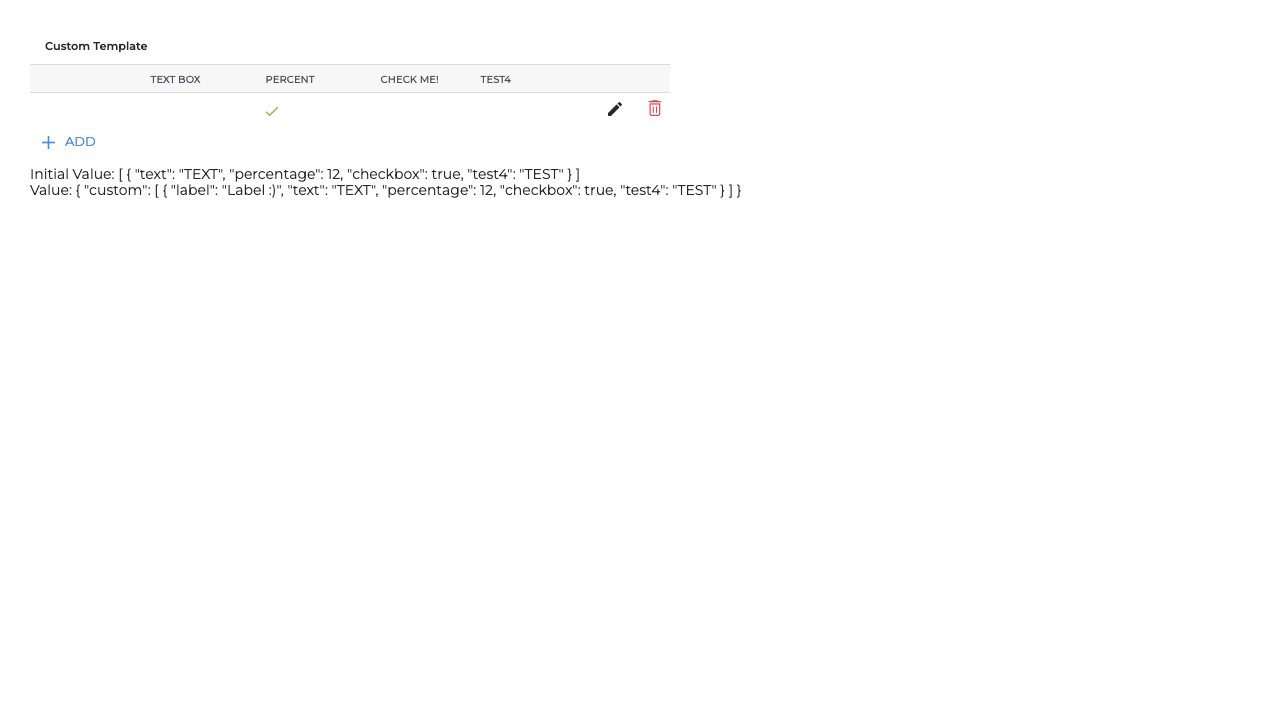 Custom Template
TEXT BOX PERCENT CHECK ME! TEST4
ADD
Initial Value: [ { "text": "TEXT", "percentage": 12, "checkbox": true, "test4": "TEST" } ]
Value: { "custom": [ { "label": "Label :)", "text": "TEXT", "percentage": 12, "checkbox": true, "test4": "TEST" } ] }